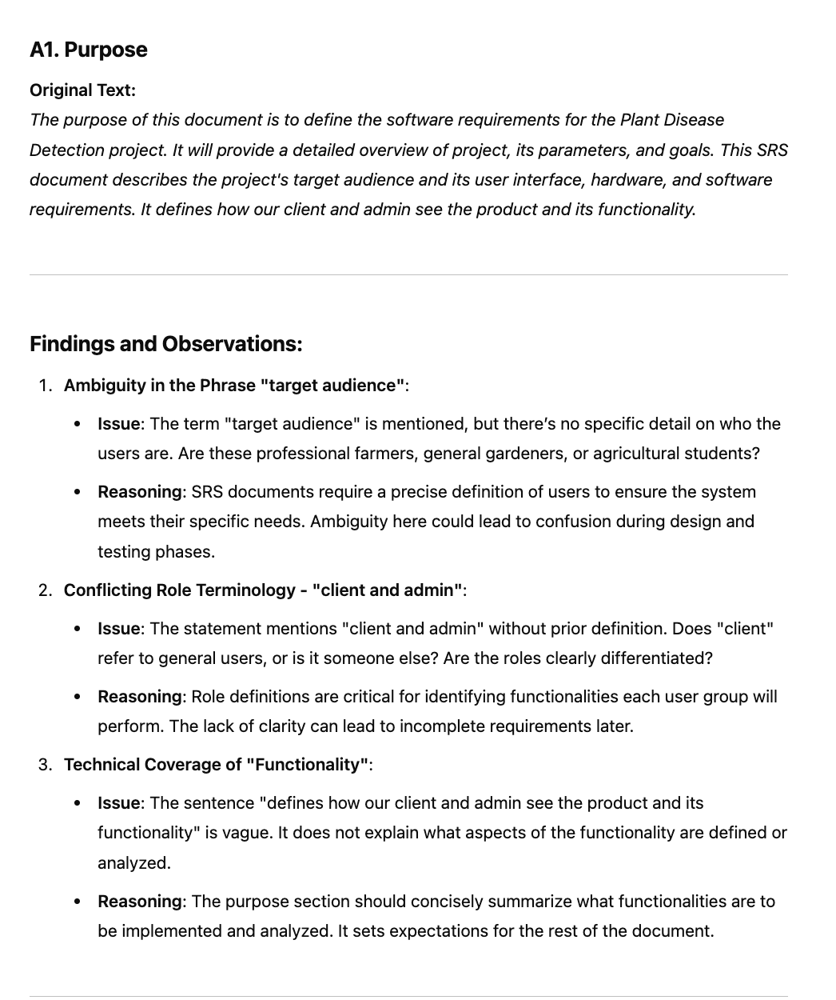 A1. Purpose
Original Text:
The purpose of this document is to define the software requirements for the Plant Disease
Detection project. It will provide a detailed overview of project, its parameters, and goals. This SRS
document describes the project's target audience and its user interface, hardware, and software
requirements. It defines how our client and admin see the product and its functionality.
Findings and Observations:
1. Ambiguity in the Phrase "target audience":
• Issue: The term "target audience" is mentioned, but there’s no specific detail on who the
users are. Are these professional farmers, general gardeners, or agricultural students?
• Reasoning: SRS documents require a precise definition of users to ensure the system
meets their specific needs. Ambiguity here could lead to confusion during design and
testing phases.
2. Conflicting Role Terminology - "client and admin":
• Issue: The statement mentions "client and admin" without prior definition. Does "client"
refer to general users, or is it someone else? Are the roles clearly differentiated?
• Reasoning: Role definitions are critical for identifying functionalities each user group will
perform. The lack of clarity can lead to incomplete requirements later.
3. Technical Coverage of "Functionality":
• Issue: The sentence "defines how our client and admin see the product and its
functionality" is vague. It does not explain what aspects of the functionality are defined or
analyzed.
• Reasoning: The purpose section should concisely summarize what functionalities are to
be implemented and analyzed. It sets expectations for the rest of the document.